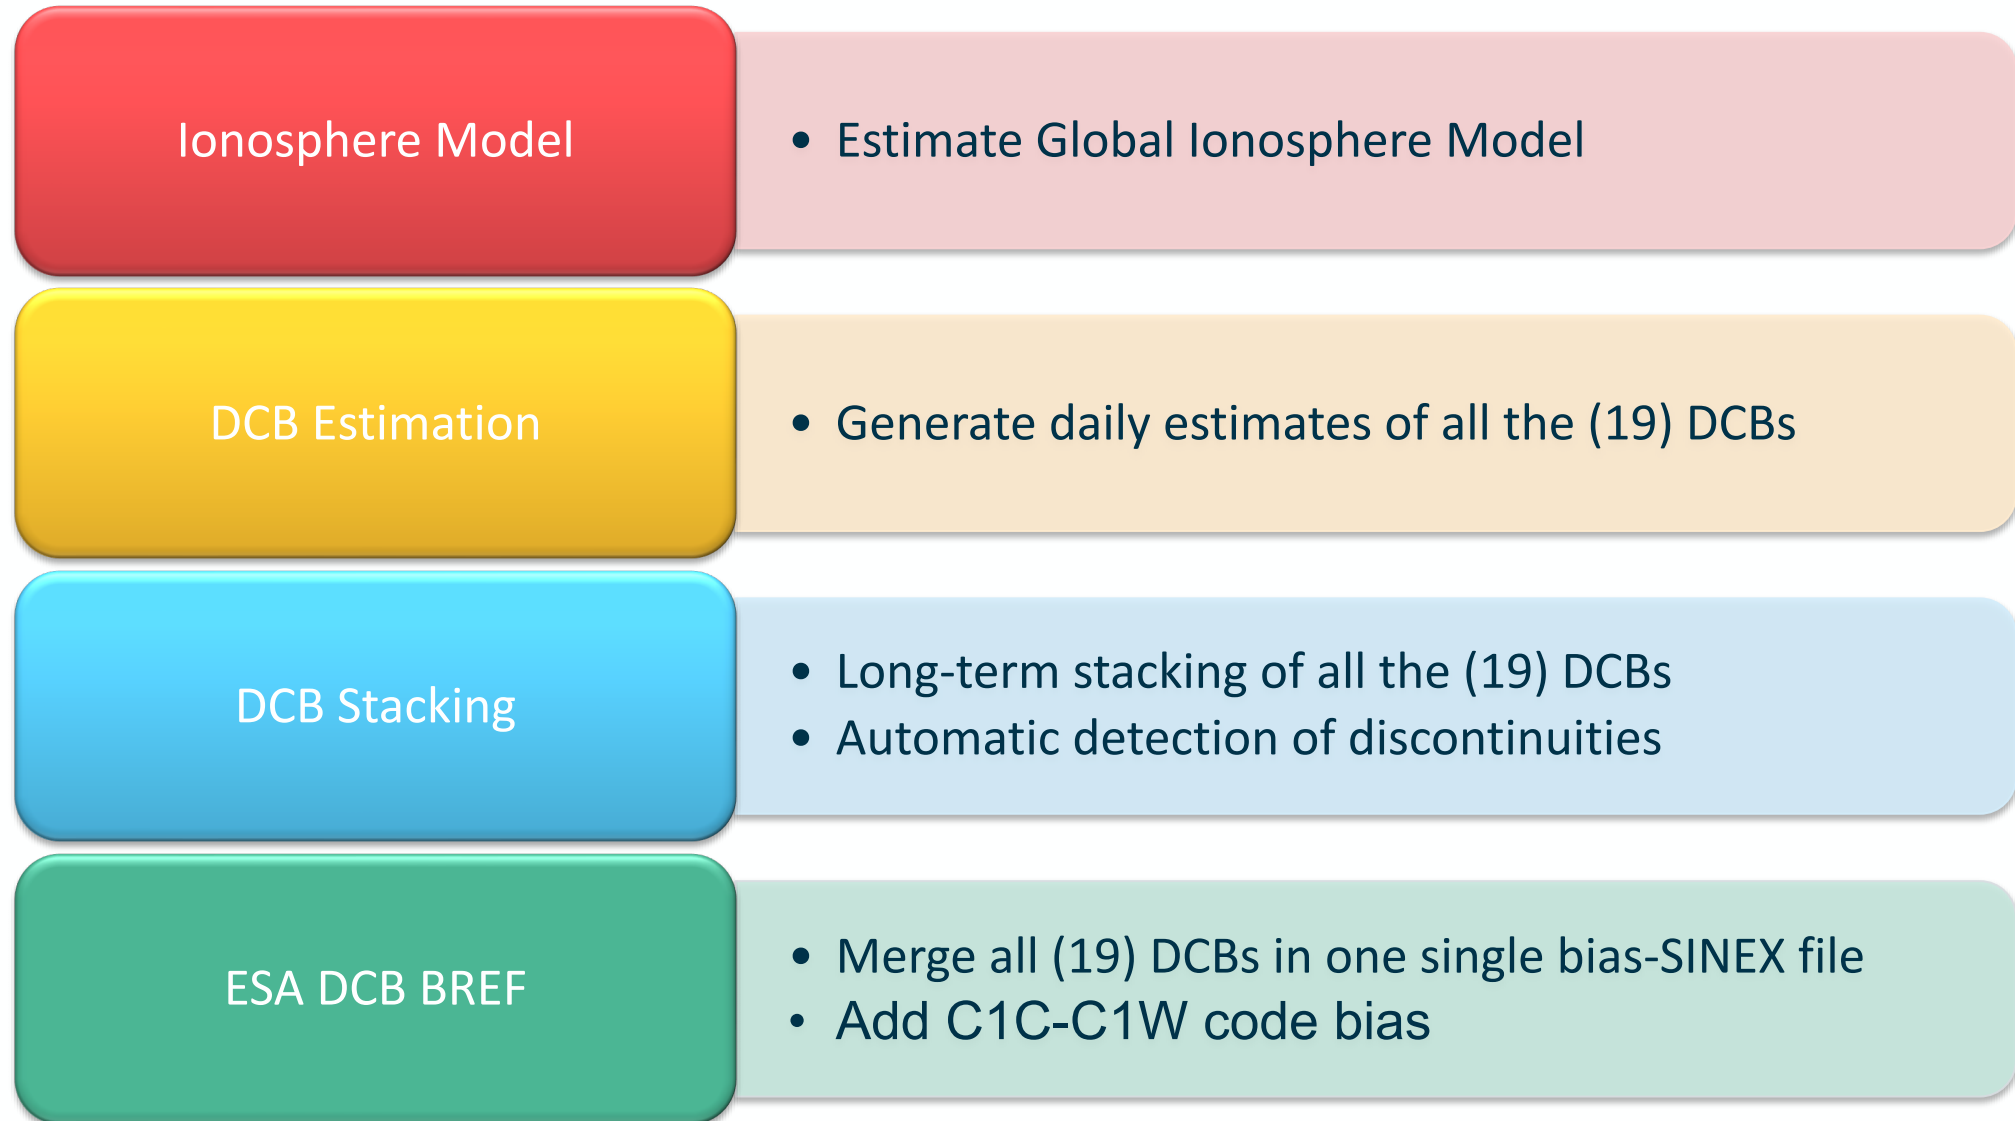 Ionosphere Model
• Estimate Global Ionosphere Model
DCB Estimation
• Generate daily estimates of all the (19) DCBs
DCB Stacking
• Long-term stacking of all the (19) DCBs
• Automatic detection of discontinuities
ESA DCB BREF
• Merge all (19) DCBs in one single bias-SINEX file
• Add C1C-C1W code bias